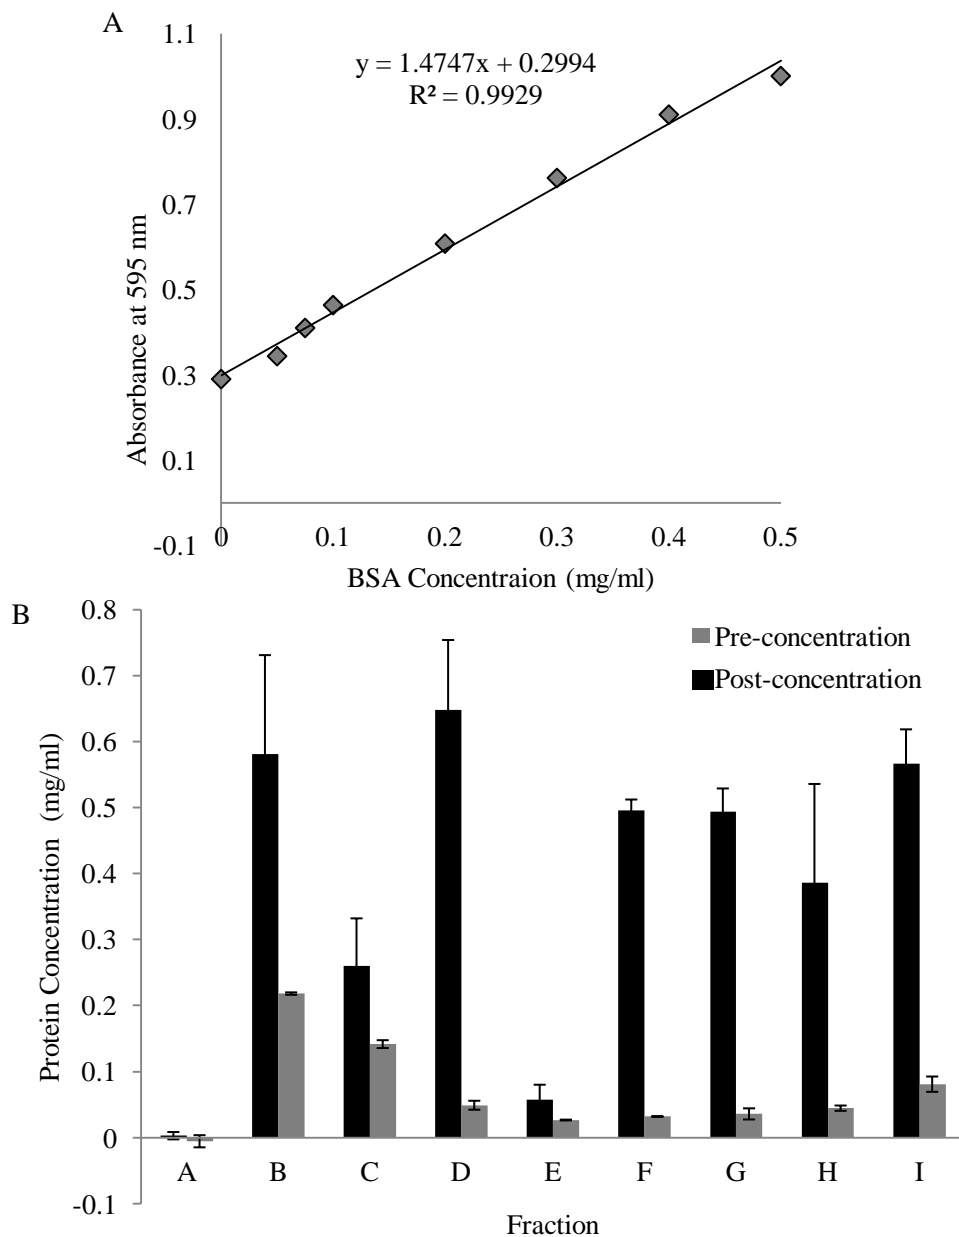 A
y = 1.4747x + 0.2994
R² = 0.9929
Absorbance at 595 nm
1.1
0.9
0.7
0.5
0.3
0.1
-0.1
0 0.1 0.2 0.3 0.4 0.5
BSA Concentraion (mg/ml)
B
Pre-concentration
Post-concentration
Protein Concentration (mg/ml)
0.8
0.7
0.6
0.5
0.4
0.3
0.2
0.1
0
-0.1
A B C D E F G H I
Fraction